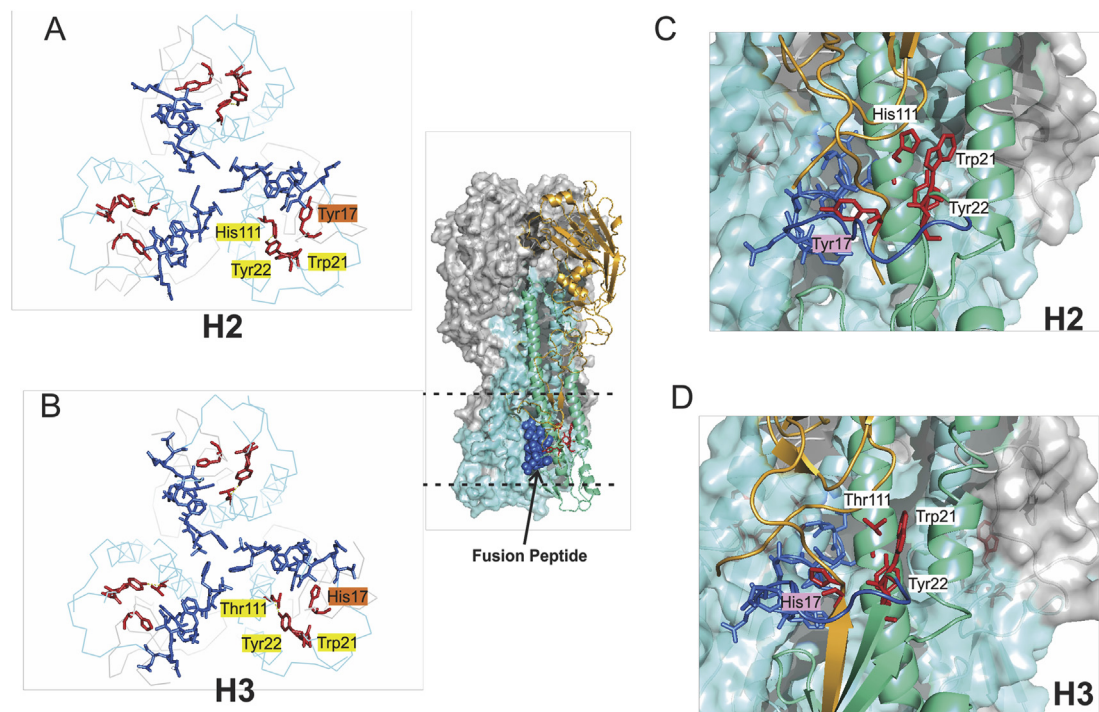 A
His111
Tyr17
Tyr22
Trp21
H2
B
Thr111
His17
Tyr22
Trp21
H3
Fusion Peptide
C
His111
Trp21
Tyr22
Tyr17
H2
D
Thr111
Trp21
Tyr22
His17
H3